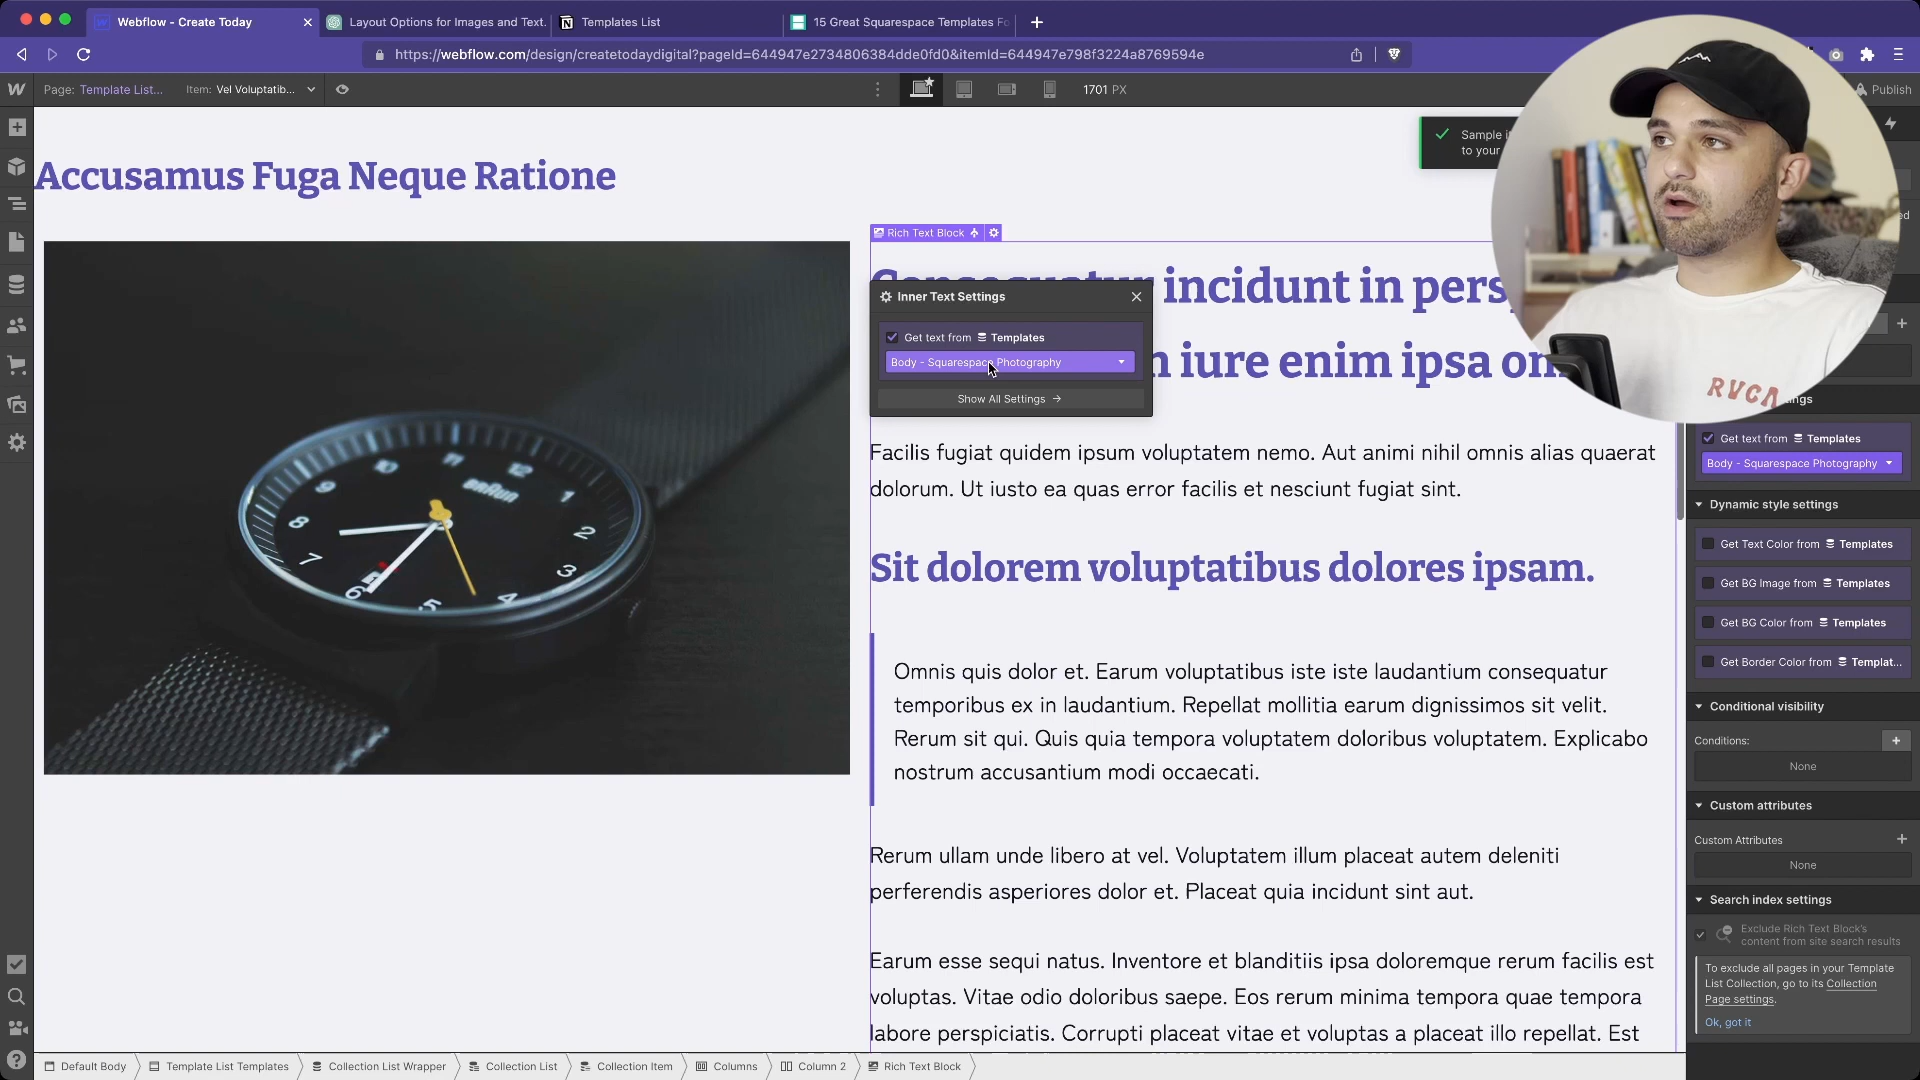 Webflow - Create Today
Layout Options for Images and Text.
Templates List
15 Great Squarespace Templates Fo
https://webflow.com/design/createtodaydigital?pageId=644947e2734806384dde0fd0&itemId=644947e798f3224a8769594e
Page: Template List...
Item: Vel Voluptatib...
1701 PX
Publish
Sample i
to your
Accusamus Fuga Neque Ratione
Rich Text Block
incidunt in pers
iure enim ipsa
Inner Text Settings
Get text from Templates
Body - Squarespace Photography
Show All Settings
Facilis fugiat quidem ipsum voluptatem nemo. Aut animi nihil omnis alias quaerat
dolorum. Ut iusto ea quas error facilis et nesciunt fugiat sint.
Sit dolorem voluptatibus dolores ipsam.
Omnis quis dolor et. Earum voluptatibus iste iste laudantium consequatur
temporibus ex in laudantium. Repellat mollitia earum dignissimos sit velit.
Rerum sit qui. Quis quia tempora voluptatem doloribus voluptatem. Explicabo
nostrum accusantium modi occaecati.
Rerum ullam unde libero at vel. Voluptatem illum placeat autem deleniti
perferendis asperiores dolor et. Placeat quia incidunt sint aut.
Earum esse sequi natus. Inventore et blanditiis ipsa doloremque rerum facilis est
voluptas. Vitae odio doloribus saepe. Eos rerum minima tempora quae tempora
labore perspiciatis. Corrupti placeat vitae et voluptas a placeat illo repellat. Est
BRAUN
12
1
2
3
4
5
6
7
8
9
10
11
RVCA
Get text from Templates
Body - Squarespace Photography
Dynamic style settings
Get Text Color from Templates
Get BG Image from Templates
Get BG Color from Templates
Get Border Color from Templat...
Conditional visibility
Conditions:
None
Custom attributes
Custom Attributes
None
Search index settings
Exclude Rich Text Block's
content from site search results
To exclude all pages in your Template
List Collection, go to its Collection
Page settings.
Ok, got it
Default Body
Template List Templates
Collection List Wrapper
Collection List
Collection Item
Columns
Column 2
Rich Text Block